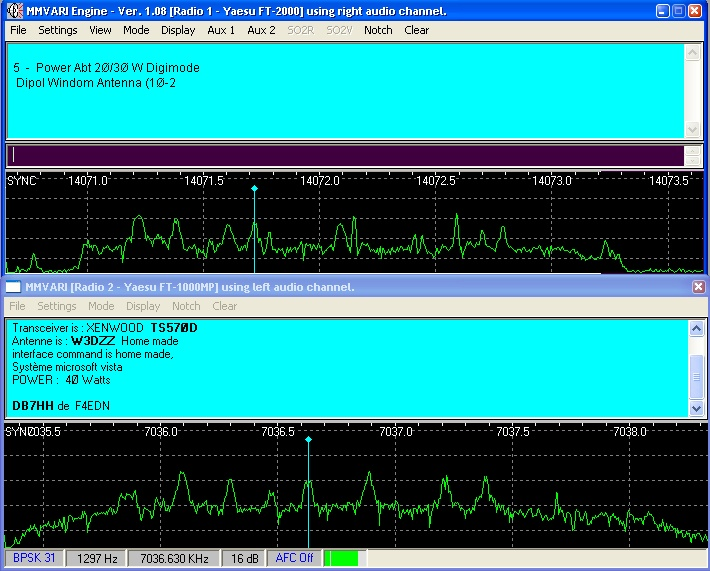 MMVARI Engine - Ver. 1.08 [Radio 1 - Yaesu FT-2000] using right audio channel.
File Settings View Mode Display Aux 1 Aux 2 SO2R SO2V Notch Clear
5 - Power Abt 2Ø/3Ø W Digimode
Dipol Windom Antenna (1Ø-2
SYNC 14071.0 14071.5 14072.0 14072.5 14073.0 14073.5
MMVARI [Radio 2 - Yaesu FT-1000MP] using left audio channel.
File Settings Mode Display Notch Clear
Transceiver is : XENWOOD TS57ØD
Antenne is : W3DZZ Home made
interface command is home made,
Système microsoft vista
POWER : 4Ø Watts
DB7HH de F4EDN
SYNC 7035.5 7036.0 7036.5 7037.0 7037.5 7038.0
BPSK 31 1297 Hz 7036.630 KHz 16 dB AFC Off